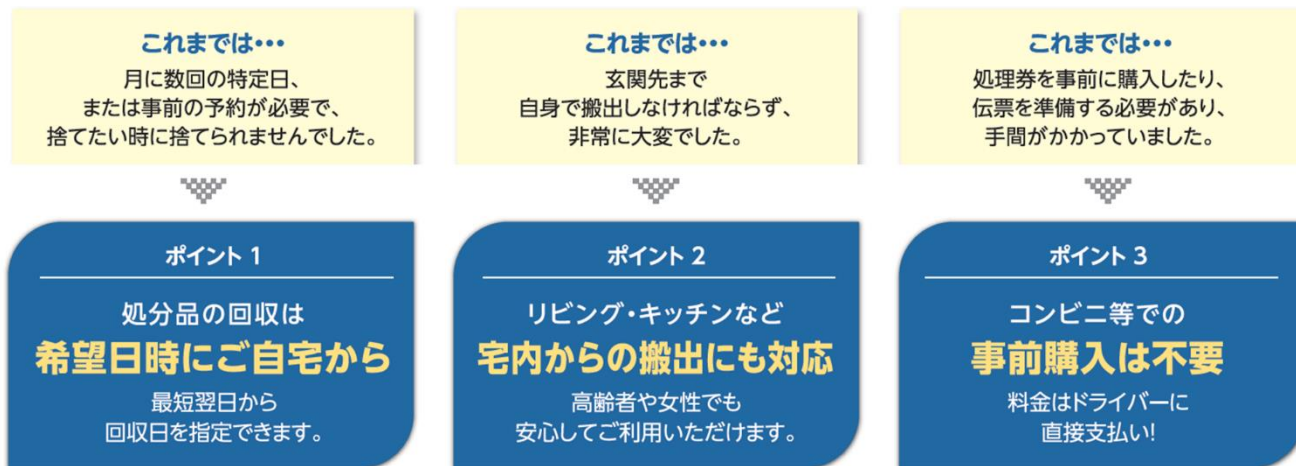 これまでは・・・
月に数回の特定日、
または事前の予約が必要で、
捨てたい時に捨てられませんでした。
ポイント 1
処分品の回収は
希望日時にご自宅から
最短翌日から
回収日を指定できます。
これまでは・・・
玄関先まで
自身で搬出しなければならず、
非常に大変でした。
ポイント 2
リビング・キッチンなど
宅内からの搬出にも対応
高齢者や女性でも
安心してご利用いただけます。
これまでは・・・
処理券を事前に購入したり、
伝票を準備する必要があり、
手間がかかっていました。
ポイント 3
コンビニ等での
事前購入は不要
料金はドライバーに
直接支払い!